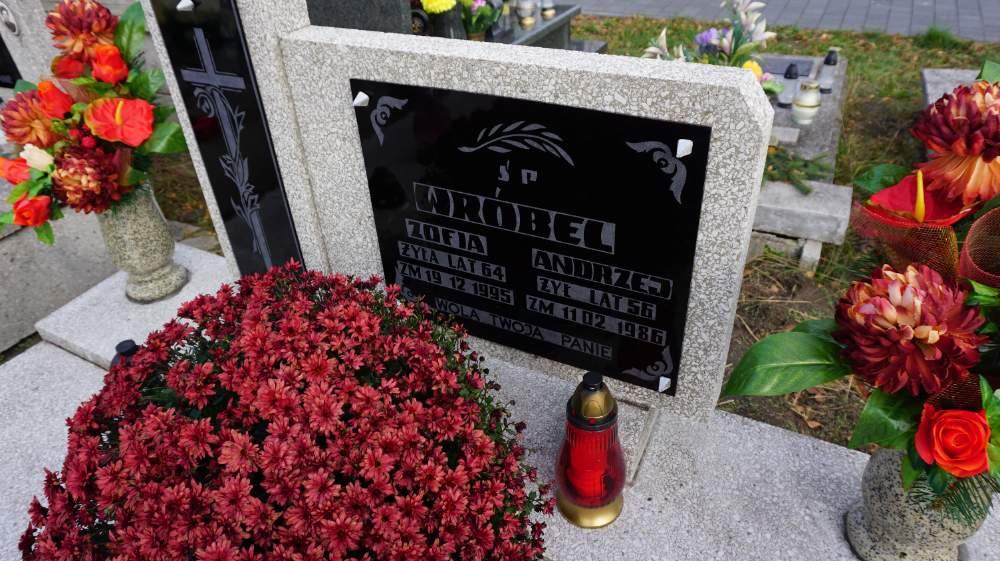 Ś P
WRÓBEL
ZOFIA
ŻYŁA LAT 64
ZM 19 12 1995
ANDRZEJ
ŻYŁ LAT 56
ZM 11 02 1986
WOLA TWOJA PANIE